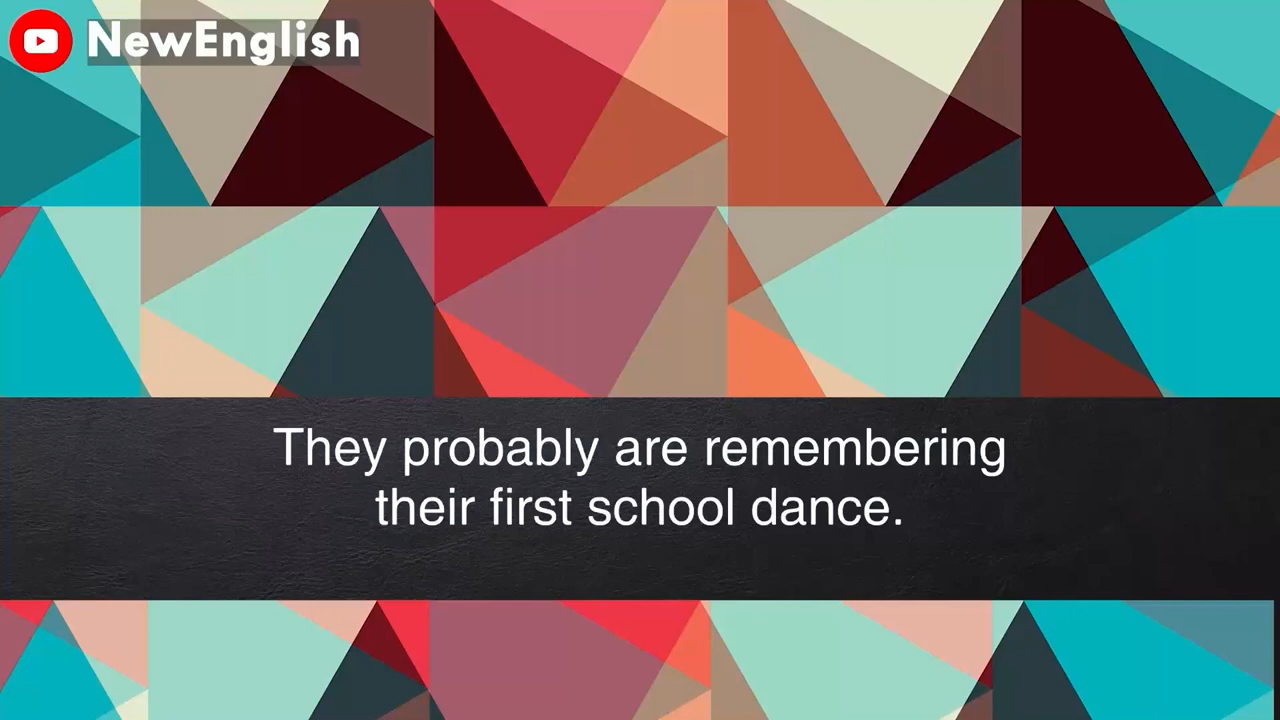 NewEnglish
They probably are remembering
their first school dance.